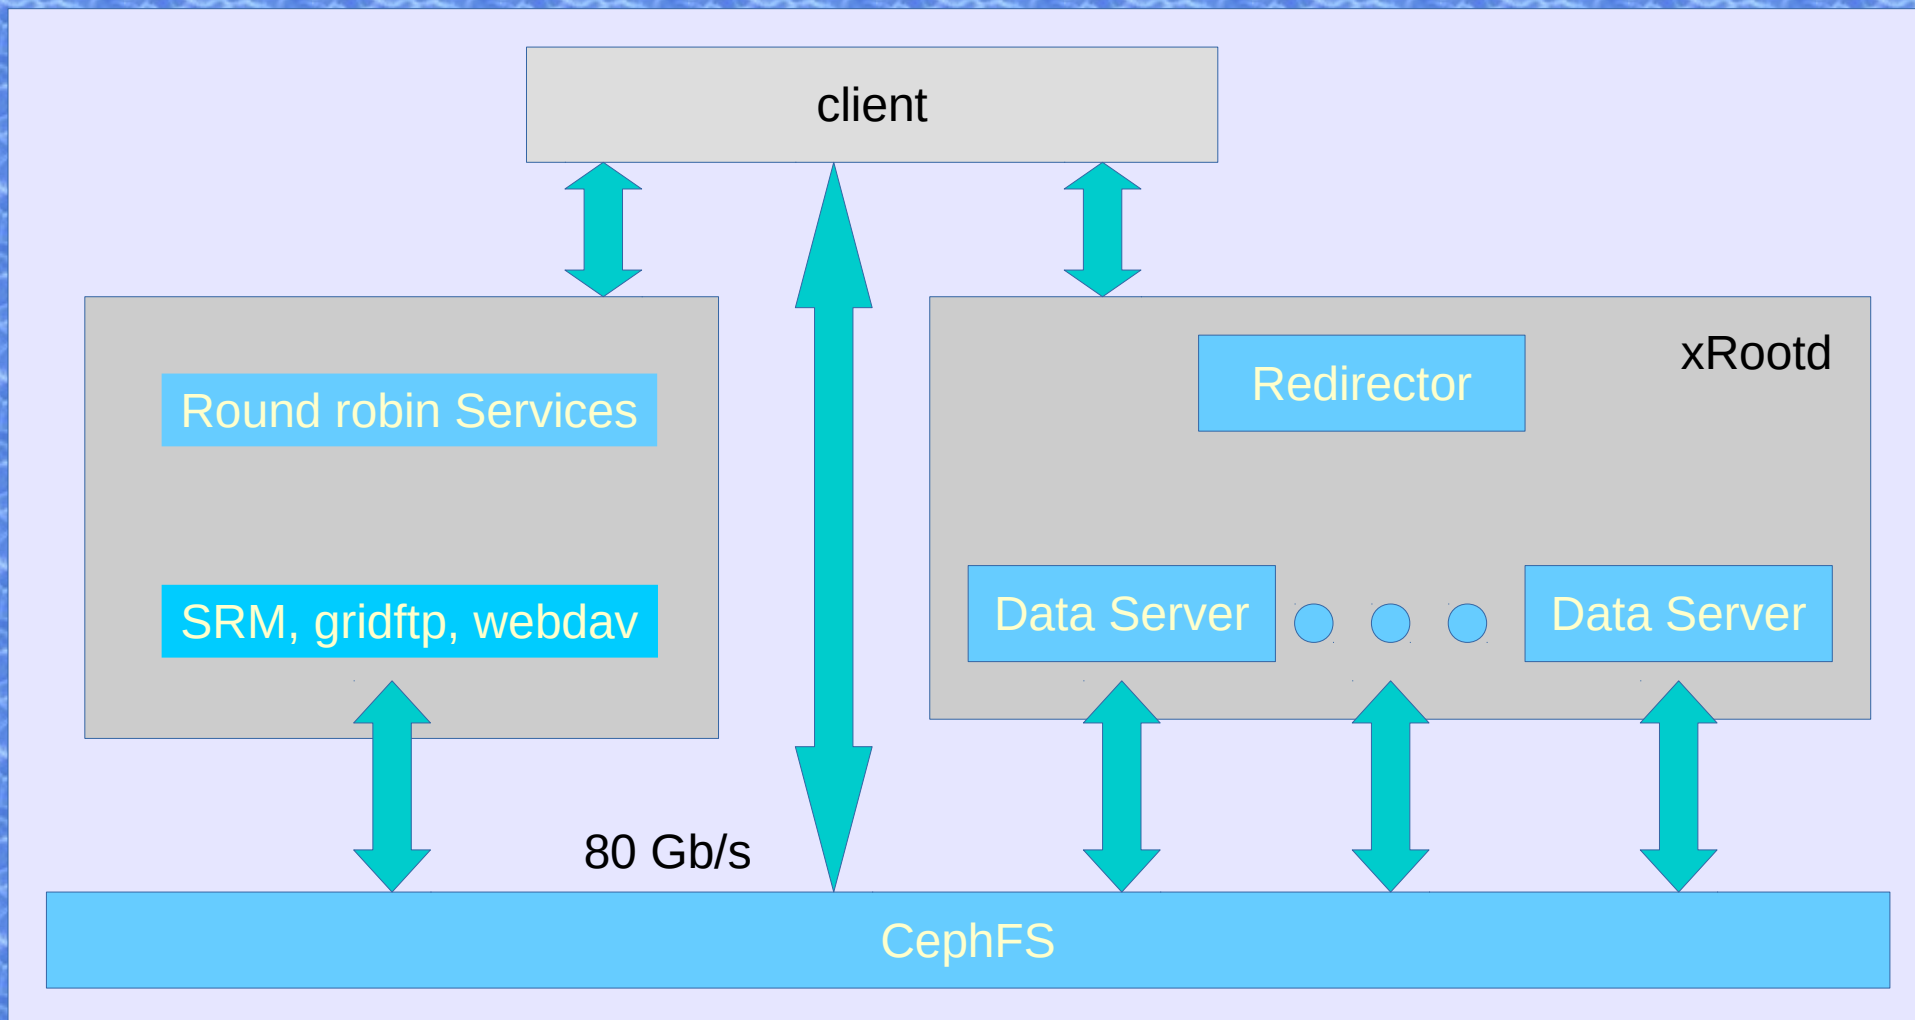 client
xRootd
Redirector
Round robin Services
SRM, gridftp, webdav
Data Server
Data Server
80 Gb/s
CephFS